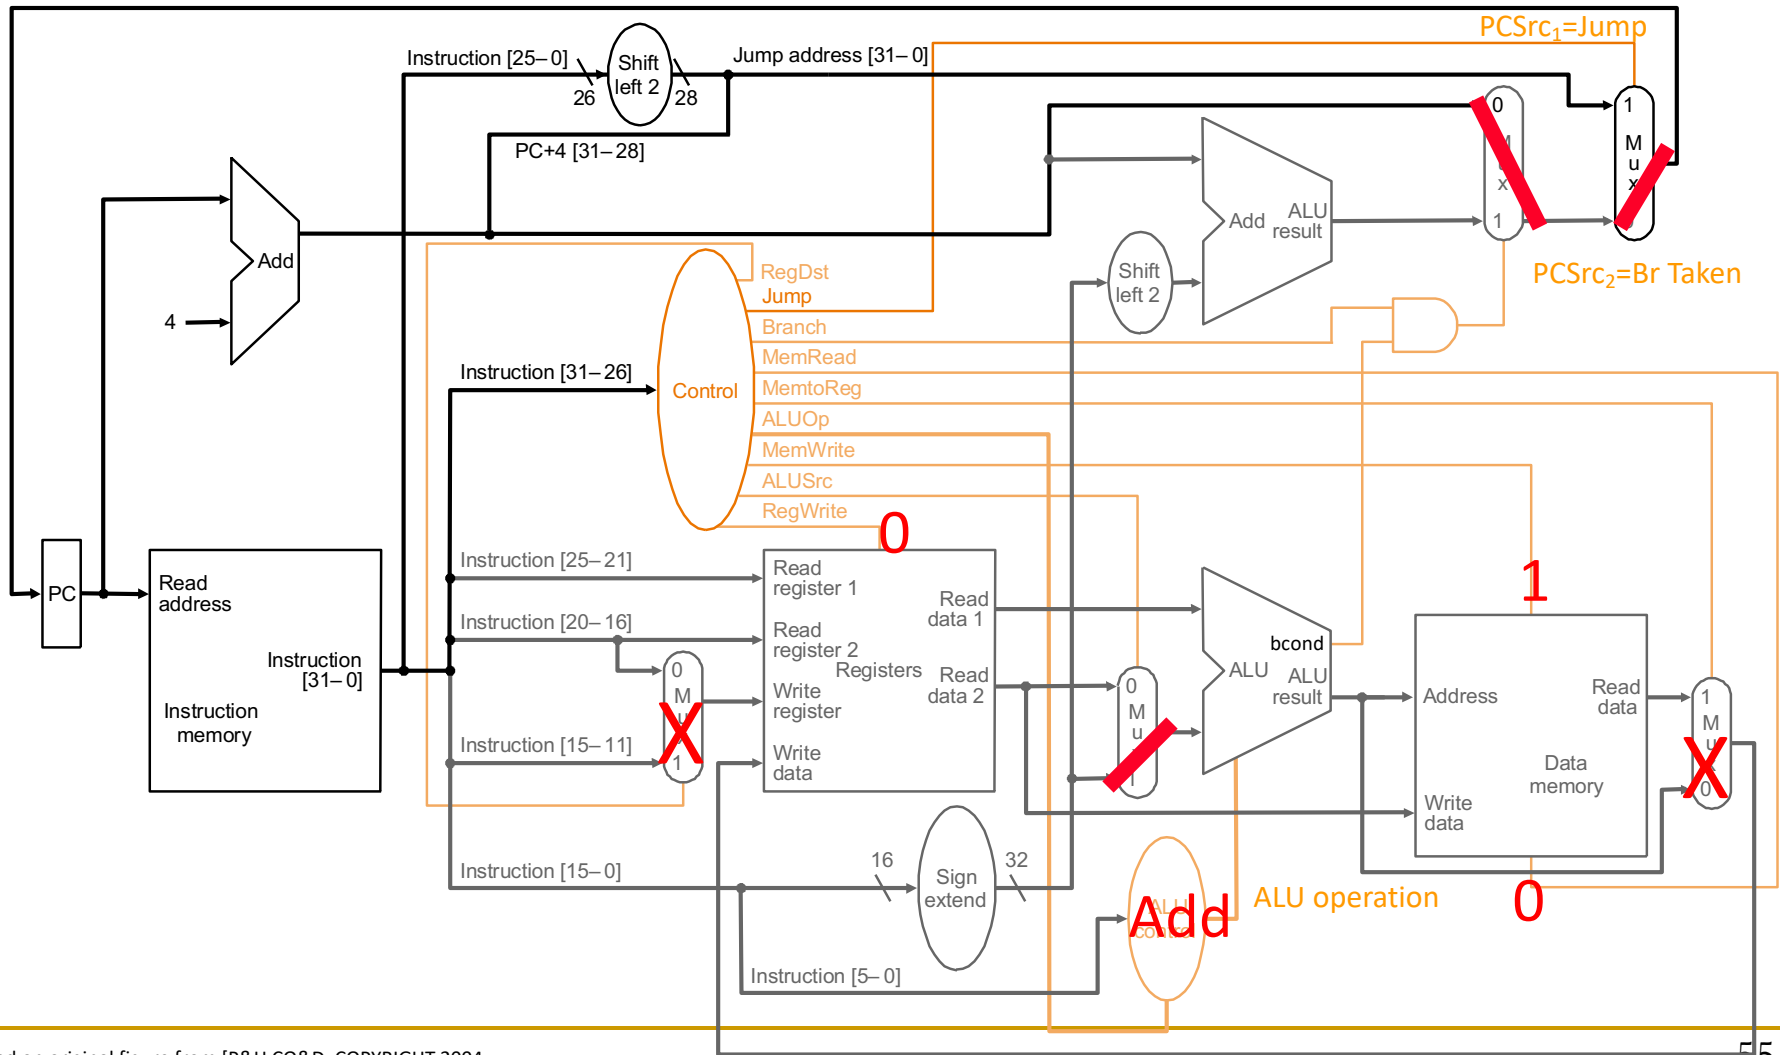 PCSrc1=Jump
Instruction [25–0]
Shift
left 2
Jump address [31–0]
26
28
PC+4 [31–28]
0
M
u
x
1
1
M
u
x
Add
ALU
result
Add
4
Shift
left 2
PCSrc2=Br Taken
RegDst
Jump
Branch
MemRead
MemtoReg
ALUOp
MemWrite
ALUSrc
RegWrite
Control
Instruction [31–26]
0
1
PC
Read
address
Instruction
[31–0]
Instruction
memory
Instruction [25–21]
Instruction [20–16]
Instruction [15–11]
0
M
u
X
1
Read
register 1
Read
register 2
Write
register
Write
data
Registers
Read
data 1
Read
data 2
0
M
u
bcond
ALU
ALU
result
Address
Read
data
Data
memory
Write
data
1
M
u
X
0
Instruction [15–0]
16
Sign
extend
32
Instruction [5–0]
Add
ALU operation
0
55